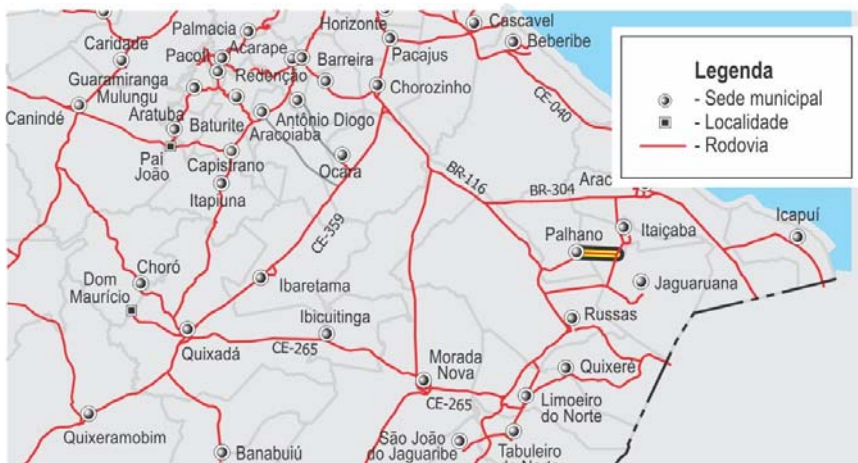 Palmacia
Horizonte
Cascavel
Caridade
Pacoti
Acarape
Beberibe
Pacajus
Guaramiranga
Redenção
Barreira
Mulungu
Chorozinho
Canindé
Aratuba
Baturite
Antônio Diogo
Aracoiaba
CE-040
Pai
João
Capistrano
Ocara
Itapiuna
BR-116
BR-304
Arac
Icapuí
Itaiçaba
Palhano
CE-359
Choró
Dom
Maurício
Ibaretama
Jaguaruana
Ibicuitinga
Russas
Quixadá
CE-265
Morada
Nova
Quixeré
CE-265
Limoeiro
do Norte
Quixeramobim
Banabuiú
São João
do Jaguaribe
Tabuleiro
Legenda
- Sede municipal
- Localidade
- Rodovia